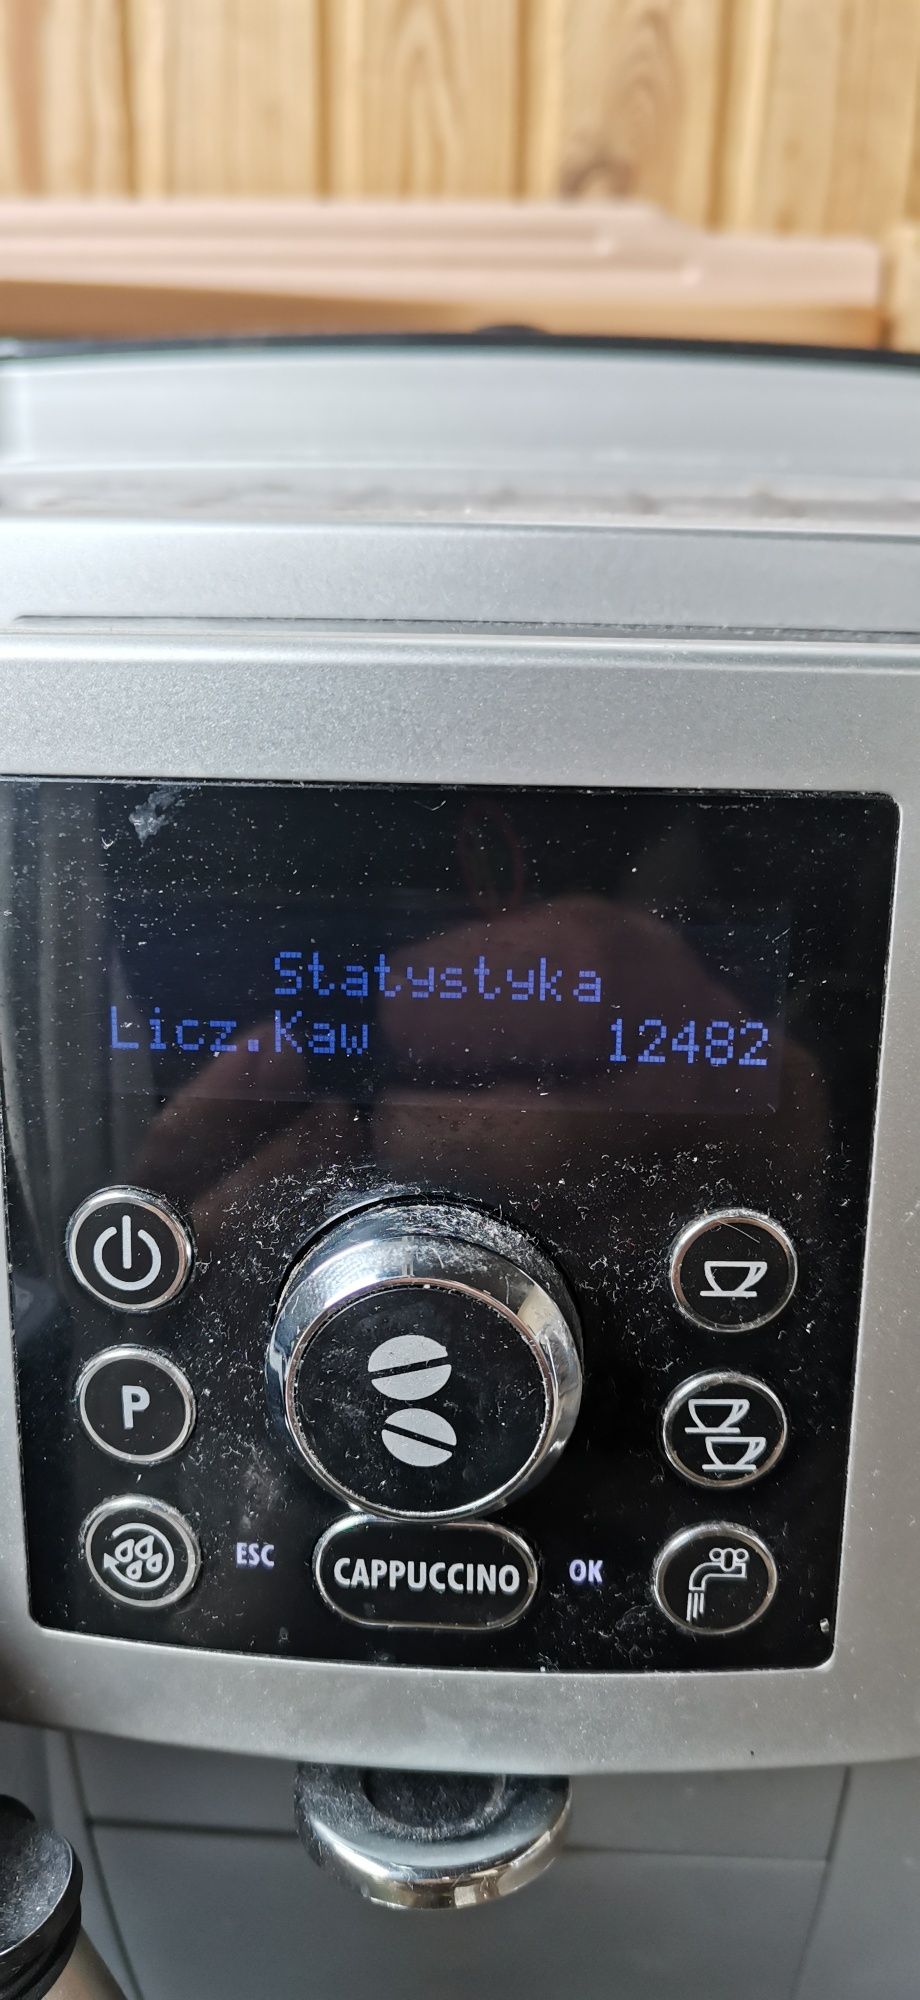 Statystyka
Licz.Kaw 12482
P
ESC CAPPUCCINO OK